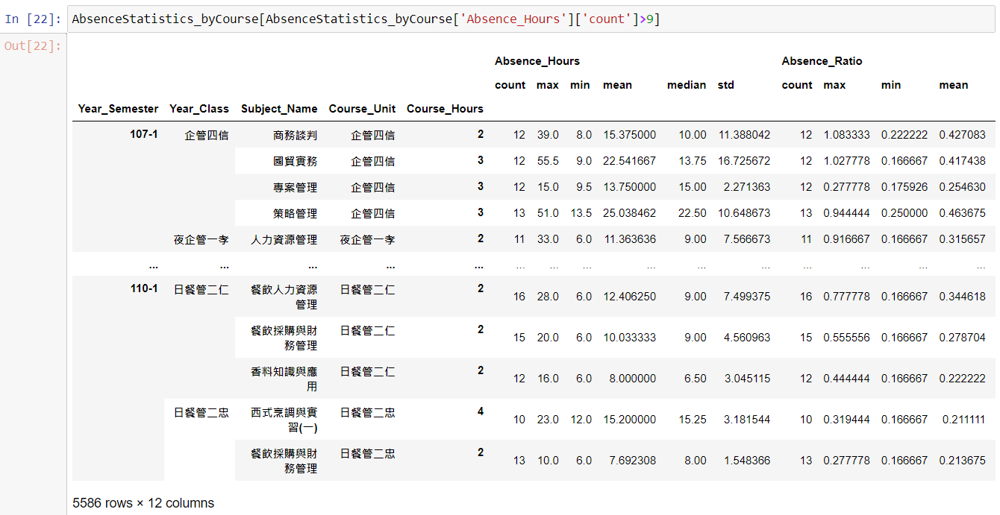 In [22]: AbsenceStatistics_byCourse[AbsenceStatistics_byCourse['Absence_Hours']['count']>9]
Out[22]:
Absence_Hours Absence_Ratio
count max min mean median std count max min mean
Year_Semester Year_Class Subject_Name Course_Unit Course_Hours
107-1 企管四信 商務談判 企管四信 2 12 39.0 8.0 15.375000 10.00 11.388042 12 1.083333 0.222222 0.427083
國貿實務 企管四信 3 12 55.5 9.0 22.541667 13.75 16.725672 12 1.027778 0.166667 0.417438
專案管理 企管四信 3 12 15.0 9.5 13.750000 15.00 2.271363 12 0.277778 0.175926 0.254630
策略管理 企管四信 3 13 51.0 13.5 25.038462 22.50 10.648673 13 0.944444 0.250000 0.463675
夜企管一孝 人力資源管理 夜企管一孝 2 11 33.0 6.0 11.363636 9.00 7.566673 11 0.916667 0.166667 0.315657
... ... ... ... ... ... ... ... ... ... ... ... ... ... ...
110-1 日餐管二仁 餐飲人力資源 日餐管二仁 2 16 28.0 6.0 12.406250 9.00 7.499375 16 0.777778 0.166667 0.344618
管理
餐飲採購與財 日餐管二仁 2 15 20.0 6.0 10.033333 9.00 4.560963 15 0.555556 0.166667 0.278704
務管理
香料知識與應 日餐管二仁 2 12 16.0 6.0 8.000000 6.50 3.045115 12 0.444444 0.166667 0.222222
用
日餐管二忠 西式烹調與實 日餐管二忠 4 10 23.0 12.0 15.200000 15.25 3.181544 10 0.319444 0.166667 0.211111
習(一)
餐飲採購與財 日餐管二忠 2 13 10.0 6.0 7.692308 8.00 1.548366 13 0.277778 0.166667 0.213675
務管理
5586 rows × 12 columns